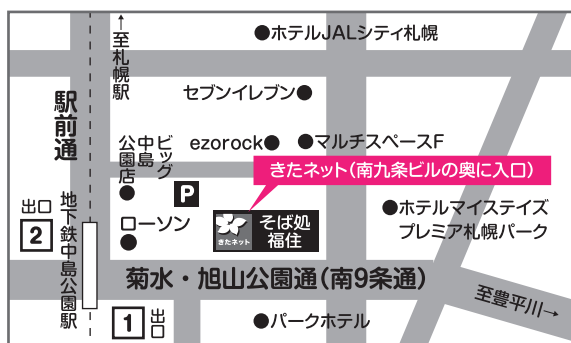 ↑至札幌駅
●ホテルJALシティ札幌
駅前通
セブンイレブン●
ビッグ
中島
公園店
●
ezorock●
●マルチスペースF
P
きたネット(南九条ビルの奥に入口)
出口
2
地下鉄中島公園駅
ローソン
●
きたネット
そば処
福住
●ホテルマイステイズ
プレミア札幌パーク
菊水・旭山公園通(南9条通)
至豊平川→
1
出口
●パークホテル